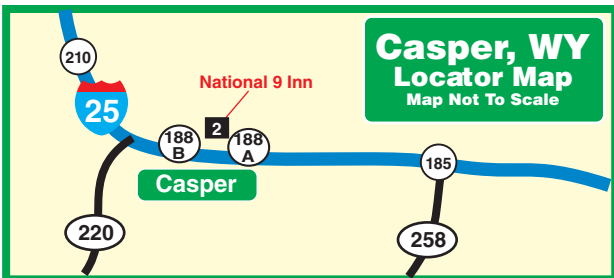 Casper, WY
Locator Map
Map Not To Scale
210
National 9 Inn
25
2
188
B
188
A
185
Casper
220
258